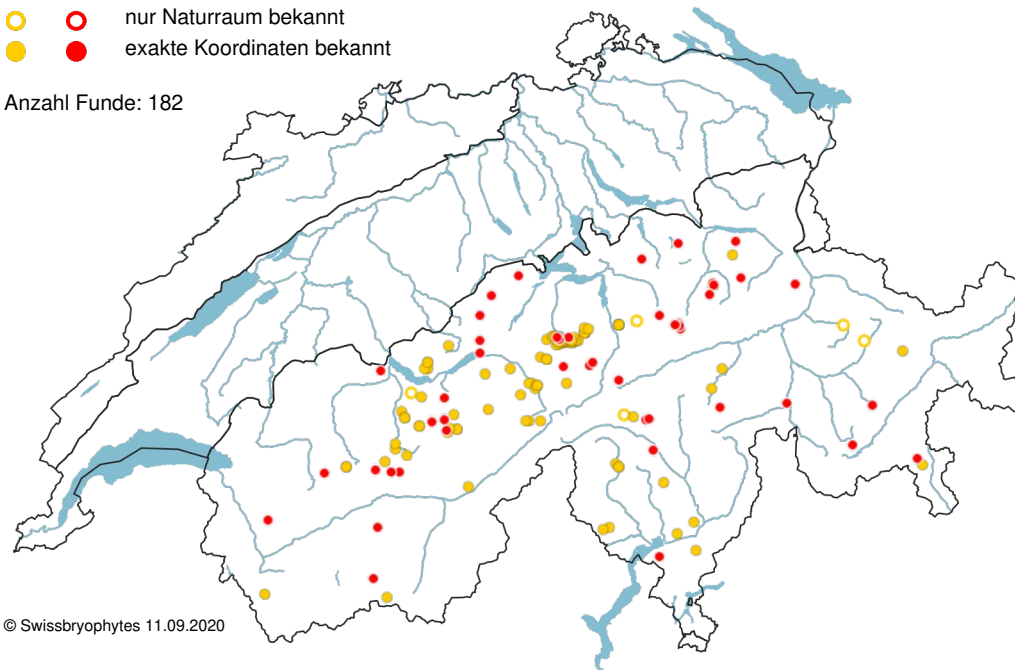 nur Naturraum bekannt
exakte Koordinaten bekannt
Anzahl Funde: 182
© Swissbryophytes 11.09.2020